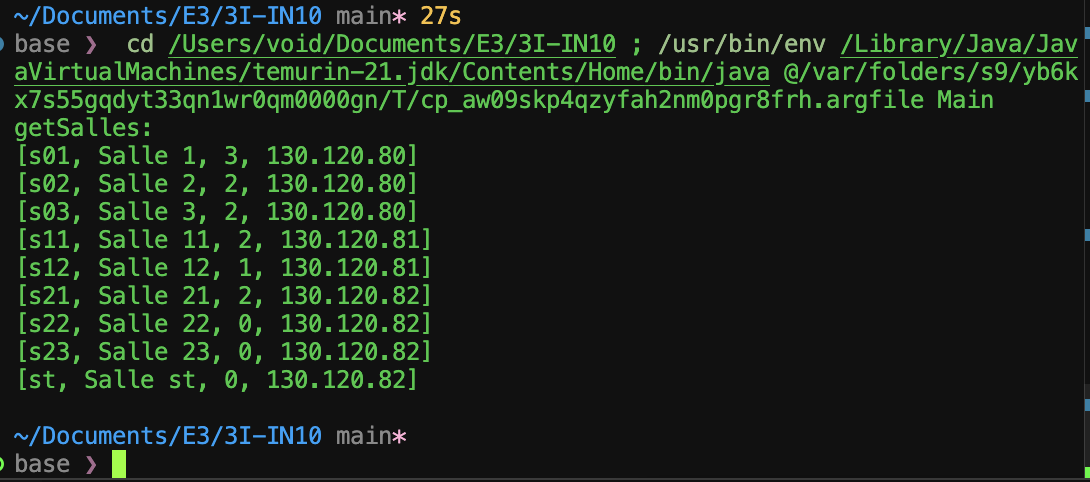 ~/Documents/E3/3I-IN10 main* 27s
base ❯  cd /Users/void/Documents/E3/3I-IN10 ; /usr/bin/env /Library/Java/Jav
aVirtualMachines/temurin-21.jdk/Contents/Home/bin/java @/var/folders/s9/yb6k
x7s55gqdyt33qn1wr0qm0000gn/T/cp_aw09skp4qzyfah2nm0pgr8frh.argfile Main
getSalles:
[s01, Salle 1, 3, 130.120.80]
[s02, Salle 2, 2, 130.120.80]
[s03, Salle 3, 2, 130.120.80]
[s11, Salle 11, 2, 130.120.81]
[s12, Salle 12, 1, 130.120.81]
[s21, Salle 21, 2, 130.120.82]
[s22, Salle 22, 0, 130.120.82]
[s23, Salle 23, 0, 130.120.82]
[st, Salle st, 0, 130.120.82]
~/Documents/E3/3I-IN10 main*
base ❯